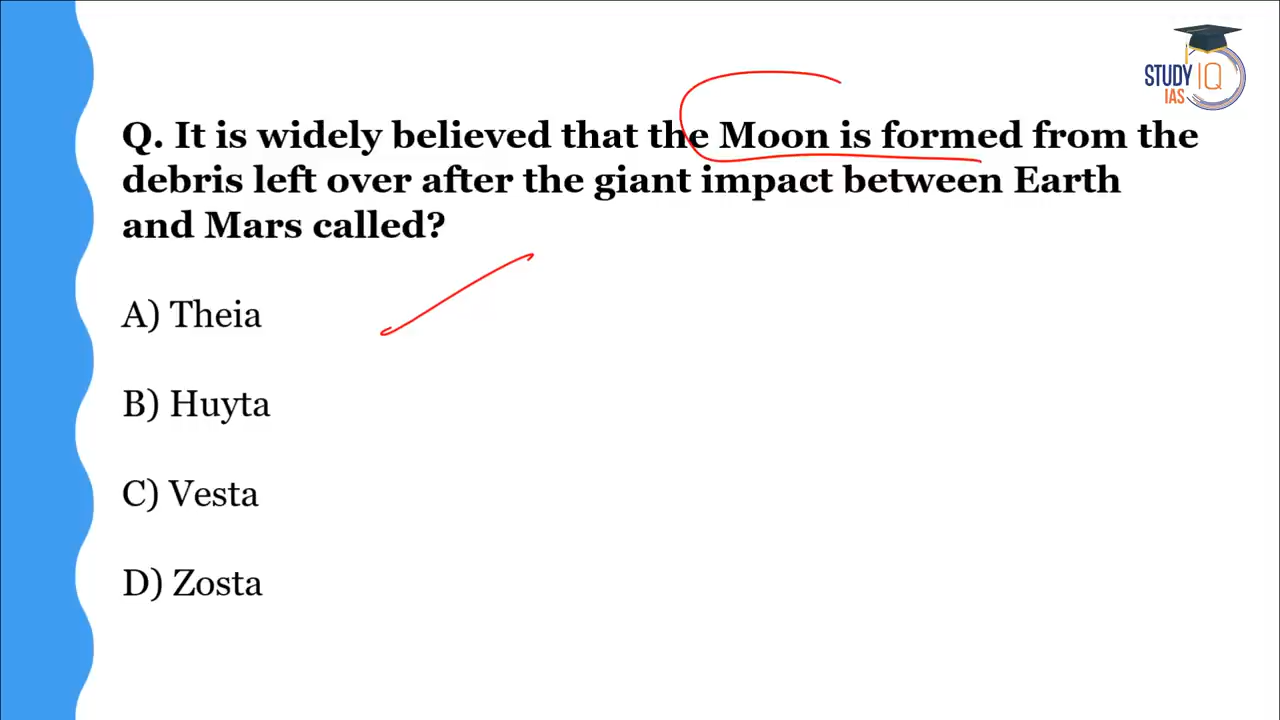 STUDY IQ
IAS
Q. It is widely believed that the Moon is formed from the
debris left over after the giant impact between Earth
and Mars called?
A) Theia
B) Huyta
C) Vesta
D) Zosta